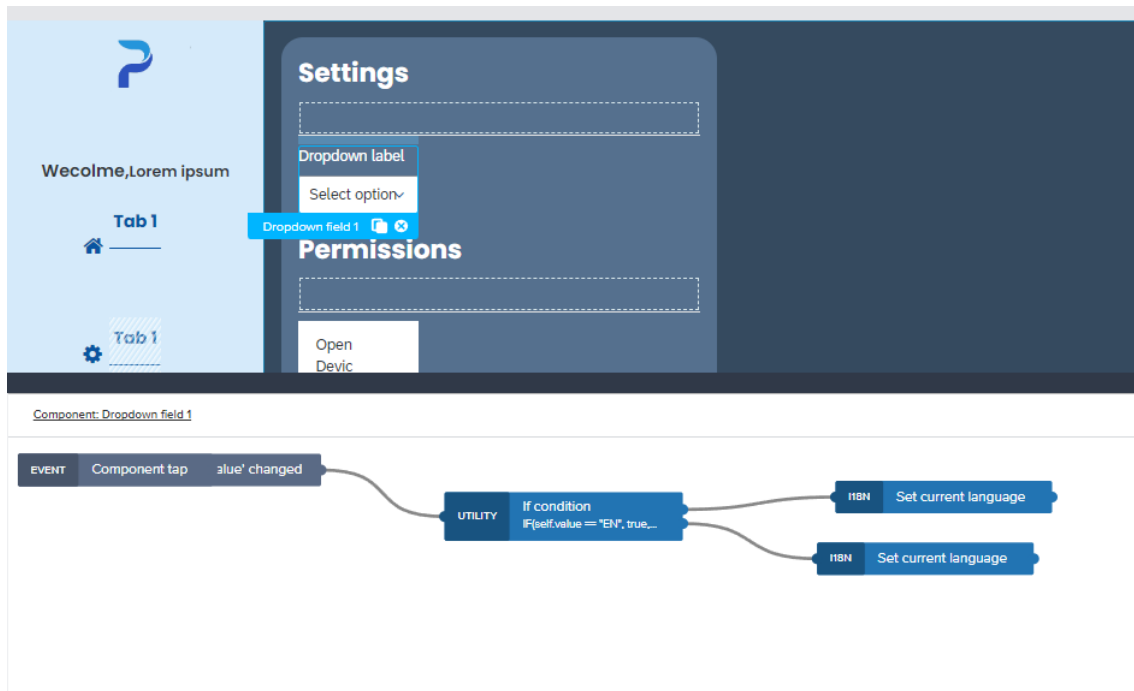 Settings
Dropdown label
Wecolme,Lorem ipsum
Select option
Tab 1
Dropdown field 1
Permissions
Tab 1
Open
Devic
Component: Dropdown field 1
EVENT Component tap alue' changed
UTILITY If condition
IF(self.value == "EN", true,...
I18N Set current language
I18N Set current language